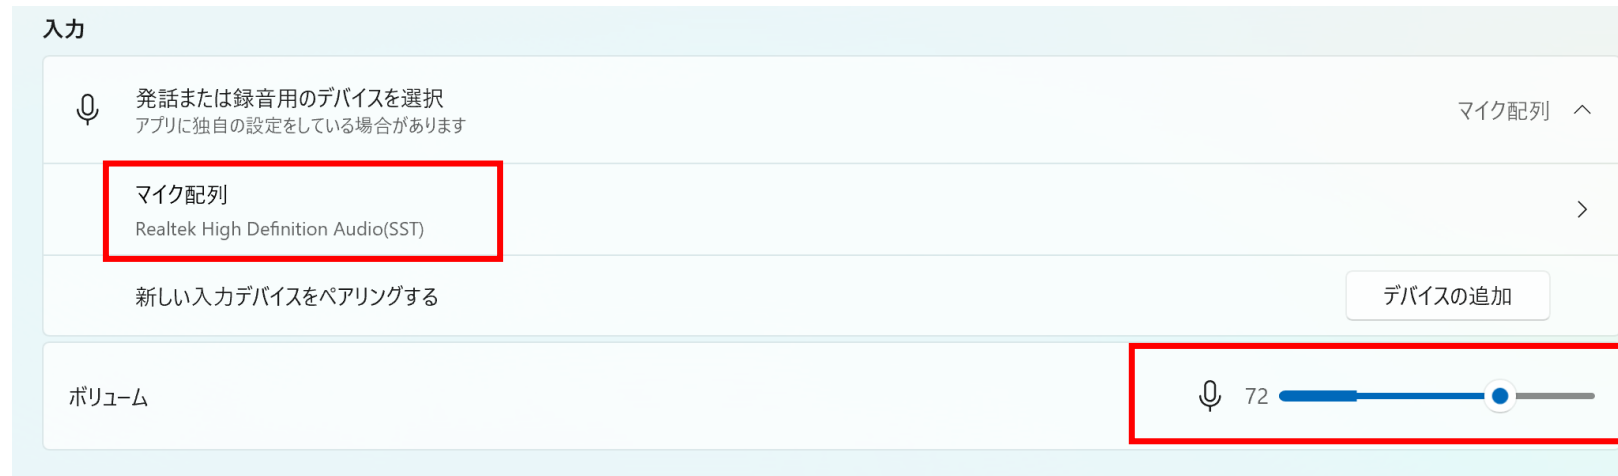 入力
発話または録音用のデバイスを選択
アプリに独自の設定をしている場合があります
マイク配列
マイク配列
Realtek High Definition Audio(SST)
新しい入力デバイスをペアリングする
デバイスの追加
ボリューム
72